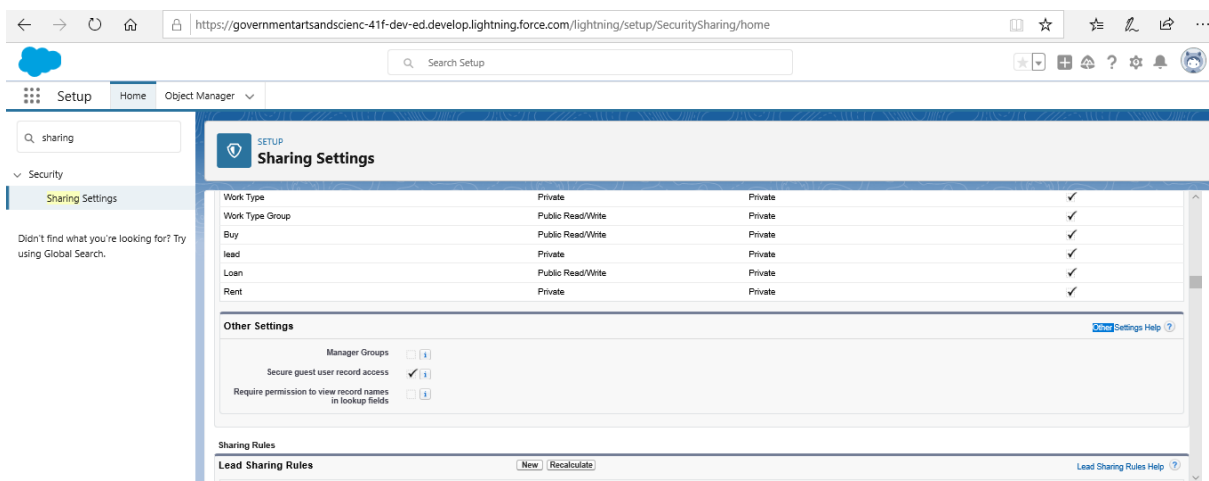 https://governmentartsandscienc-41f-dev-ed.develop.lightning.force.com/lightning/setup/SecuritySharing/home
Search Setup
Setup Home Object Manager
sharing
Security
Sharing Settings
Didn't find what you're looking for? Try
using Global Search.
SETUP
Sharing Settings
Work Type Private Private
Work Type Group Public Read/Write Private
Buy Public Read/Write Private
lead Private Private
Loan Public Read/Write Private
Rent Private Private
Other Settings Other Settings Help ?
Manager Groups i
Secure guest user record access i
Require permission to view record names
in lookup fields i
Sharing Rules
Lead Sharing Rules New Recalculate Lead Sharing Rules Help ?